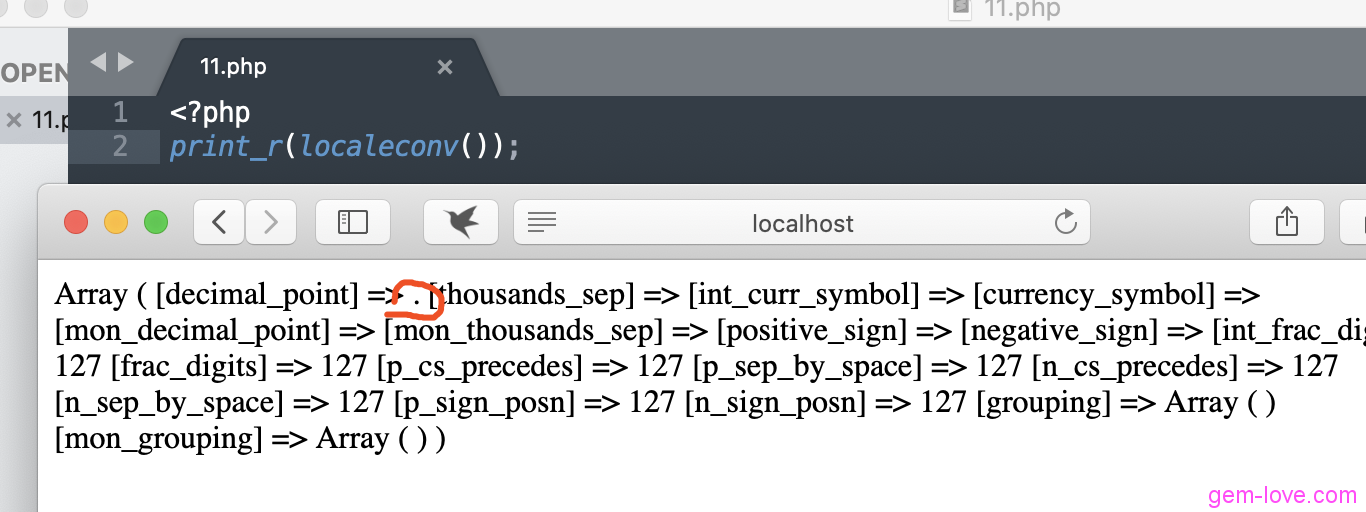 11.php
OPEN
11.php
11.p
1 <?php
2 print_r(localeconv());
localhost
Array ( [decimal_point] => . [thousands_sep] => [int_curr_symbol] => [currency_symbol] =>
[mon_decimal_point] => [mon_thousands_sep] => [positive_sign] => [negative_sign] => [int_frac_dig
127 [frac_digits] => 127 [p_cs_precedes] => 127 [p_sep_by_space] => 127 [n_cs_precedes] => 127
[n_sep_by_space] => 127 [p_sign_posn] => 127 [n_sign_posn] => 127 [grouping] => Array ( )
[mon_grouping] => Array ( ) )
gem-love.com